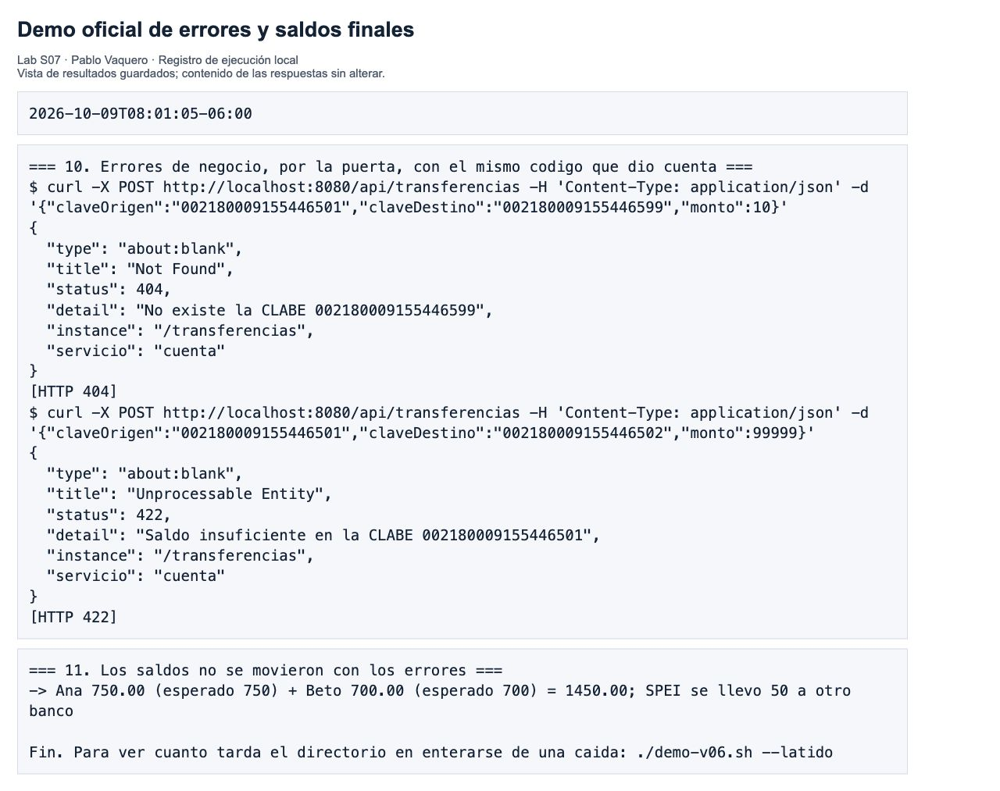 Demo oficial de errores y saldos finales
Lab S07 · Pablo Vaquero · Registro de ejecución local
Vista de resultados guardados; contenido de las respuestas sin alterar.
2026-10-09T08:01:05-06:00
=== 10. Errores de negocio, por la puerta, con el mismo codigo que dio cuenta ===
$ curl -X POST http://localhost:8080/api/transferencias -H 'Content-Type: application/json' -d
'{"claveOrigen":"002180009155446501","claveDestino":"002180009155446599","monto":10}'
{
  "type": "about:blank",
  "title": "Not Found",
  "status": 404,
  "detail": "No existe la CLABE 002180009155446599",
  "instance": "/transferencias",
  "servicio": "cuenta"
}
[HTTP 404]
$ curl -X POST http://localhost:8080/api/transferencias -H 'Content-Type: application/json' -d
'{"claveOrigen":"002180009155446501","claveDestino":"002180009155446502","monto":99999}'
{
  "type": "about:blank",
  "title": "Unprocessable Entity",
  "status": 422,
  "detail": "Saldo insuficiente en la CLABE 002180009155446501",
  "instance": "/transferencias",
  "servicio": "cuenta"
}
[HTTP 422]
=== 11. Los saldos no se movieron con los errores ===
-> Ana 750.00 (esperado 750) + Beto 700.00 (esperado 700) = 1450.00; SPEI se llevo 50 a otro
banco
Fin. Para ver cuanto tarda el directorio en enterarse de una caida: ./demo-v06.sh --latido